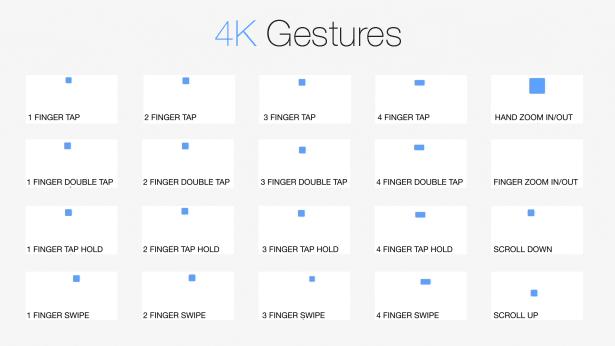 4K Gestures
1 FINGER TAP
2 FINGER TAP
3 FINGER TAP
4 FINGER TAP
HAND ZOOM IN/OUT
1 FINGER DOUBLE TAP
2 FINGER DOUBLE TAP
3 FINGER DOUBLE TAP
4 FINGER DOUBLE TAP
FINGER ZOOM IN/OUT
1 FINGER TAP HOLD
2 FINGER TAP HOLD
3 FINGER TAP HOLD
4 FINGER TAP HOLD
SCROLL DOWN
1 FINGER SWIPE
2 FINGER SWIPE
3 FINGER SWIPE
4 FINGER SWIPE
SCROLL UP